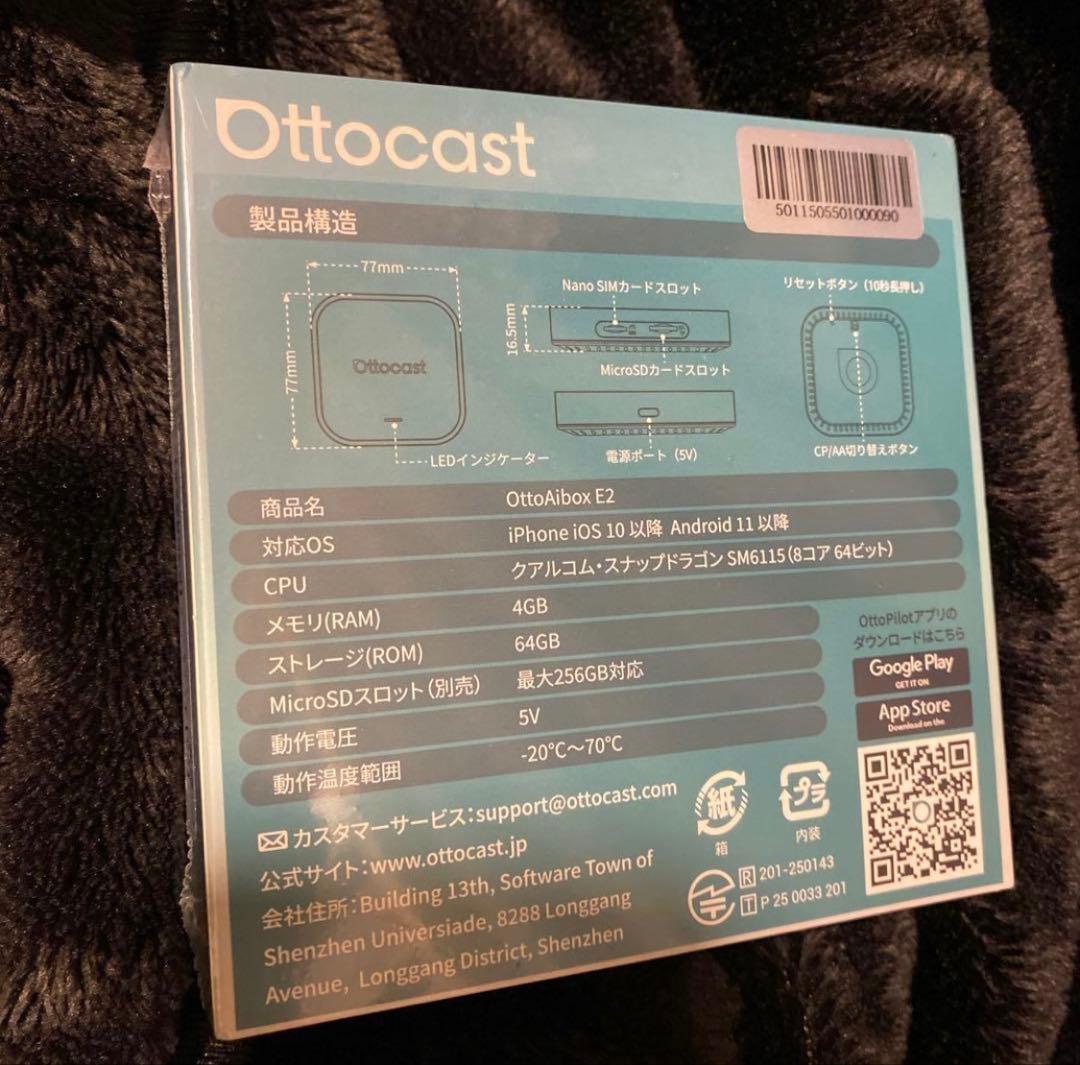 Ottocast
5011505501000090
製品構造
77mm
77mm
Ottocast
LEDインジケーター
Nano SIMカードスロット
16.5mm
MicroSDカードスロット
電源ポート（5V）
リセットボタン（10秒長押し）
CP/AA切り替えボタン
商品名 OttoAibox E2
対応OS iPhone iOS 10 以降 Android 11 以降
CPU クアルコム・スナップドラゴン SM6115（8コア 64ビット）
メモリ(RAM) 4GB
ストレージ(ROM) 64GB
MicroSDスロット（別売） 最大256GB対応
動作電圧 5V
動作温度範囲 -20℃～70℃
OttoPilotアプリの
ダウンロードはこちら
Google Play
GET IT ON
App Store
Download on the
カスタマーサービス：support@ottocast.com
公式サイト：www.ottocast.jp
会社住所：Building 13th, Software Town of
Shenzhen Universiade, 8288 Longgang
Avenue, Longgang District, Shenzhen
紙
箱
プラ
内装
R 201-250143
T P 25 0033 201